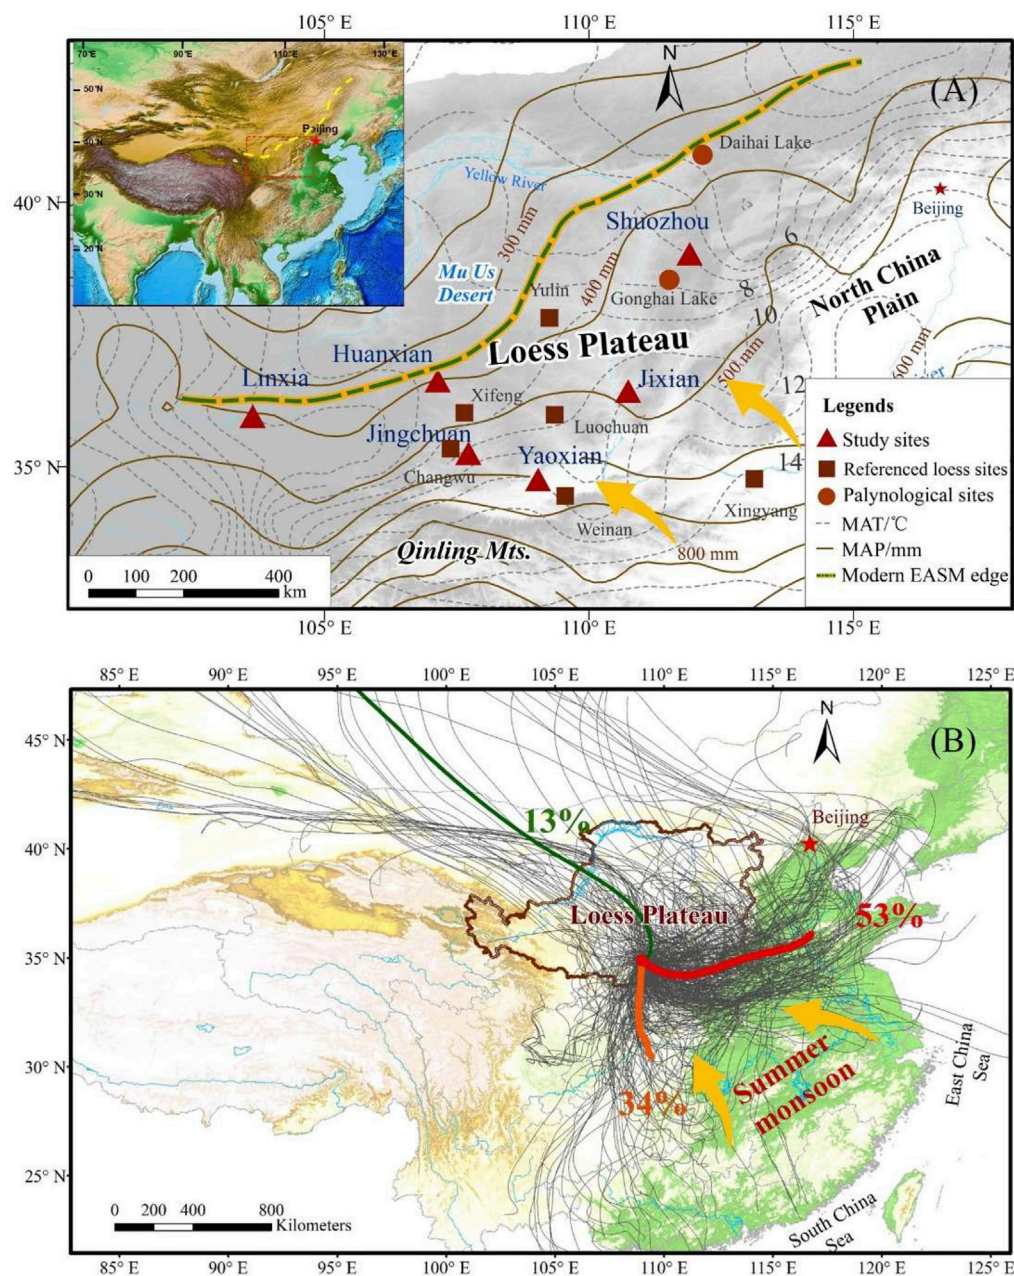 105° E
110° E
115° E
70°E
90°E
110°E
130°E
50°N
40°N
30°N
20°N
N
(A)
Daihai Lake
Yellow River
40° N
300 mm
Shuozhou
Beijing
Mu Us
Desert
Yulin
400 mm
Gonghai Lake
6
8
10
North China
Plain
Loess Plateau
Huanxian
Linxia
500 mm
600 mm
12
Jixian
Xifeng
Luochuan
Jingchuan
Changwu
Yaoxian
35° N
14
Xingyang
Weinan
Qinling Mts.
800 mm
Legends
Study sites
Referenced loess sites
Palynological sites
MAT/℃
MAP/mm
Modern EASM edge
0 100 200 400
km
105° E
110° E
115° E
85° E
90° E
95° E
100° E
105° E
110° E
115° E
120° E
125° E
N
(B)
45° N
13%
Beijing
40° N
Loess Plateau
53%
35° N
30° N
34%
Summer
monsoon
East China
Sea
25° N
0 200 400 800
Kilometers
South China
Sea
85° E
90° E
95° E
100° E
105° E
110° E
115° E
120° E
125° E